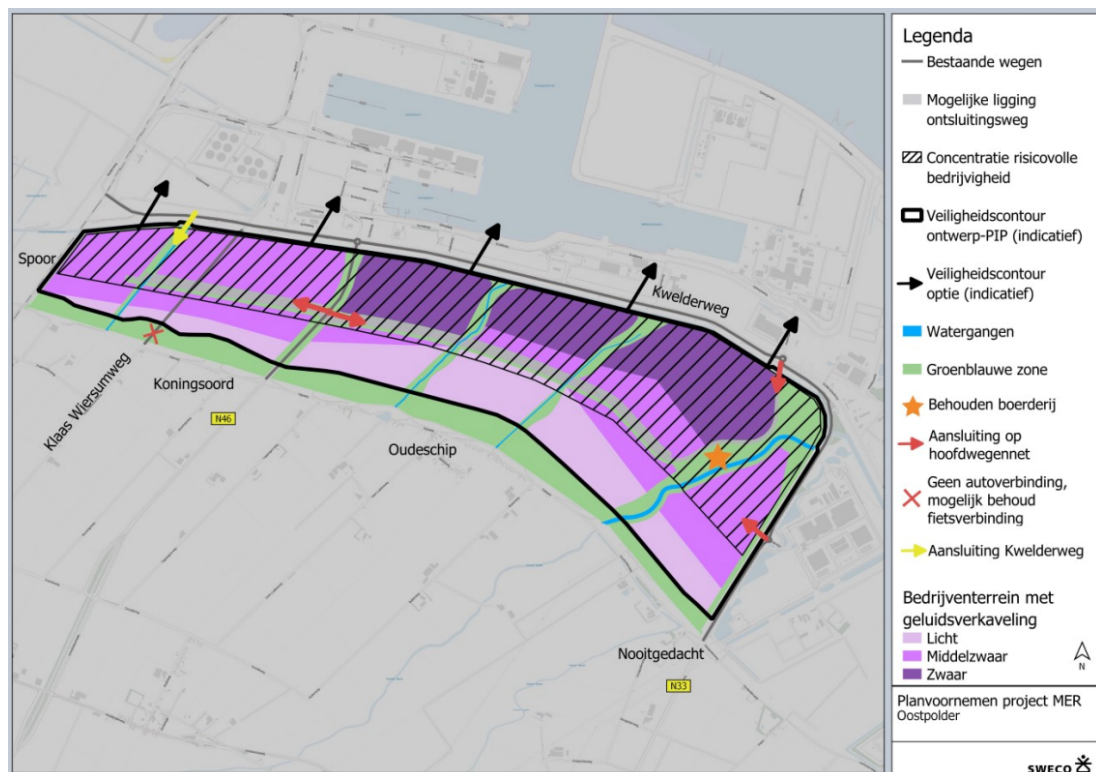 Spoor
Klaas Wiersumweg
Koningsoord
N46
Oudeschip
Kwelderweg
Nooitgedacht
N33
Legenda
Bestaande wegen
Mogelijke ligging
ontsluitingsweg
Concentratie risicovolle
bedrijvigheid
Veiligheidscontour
ontwerp-PIP (indicatief)
Veiligheidscontour
optie (indicatief)
Watergangen
Groenblauwe zone
Behouden boerderij
Aansluiting op
hoofdwegennet
Geen autoverbinding,
mogelijk behoud
fietsverbinding
Aansluiting Kwelderweg
Bedrijventerrein met
geluidsverkaveling
Licht
Middelzwaar
Zwaar
N
Planvoornemen project MER
Oostpolder
SWECO